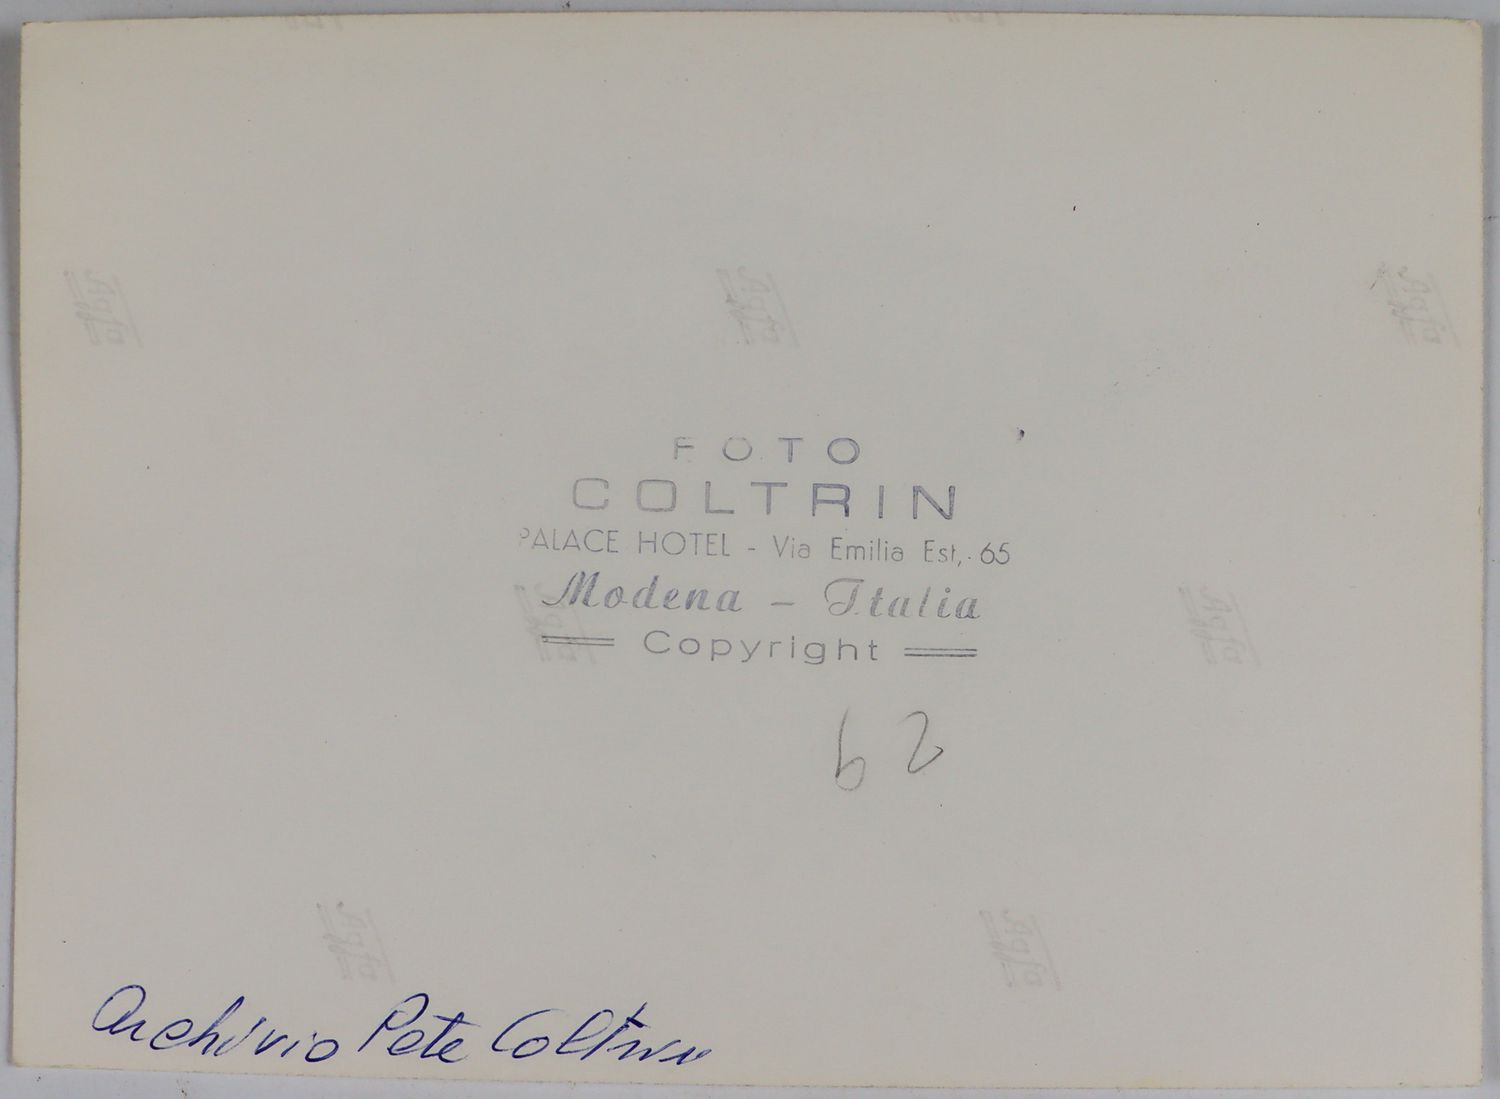 FOTO
COLTRIN
PALACE HOTEL - Via Emilia Est, 65
Modena - Italia
Copyright
62
Archivio Pete Coltrin